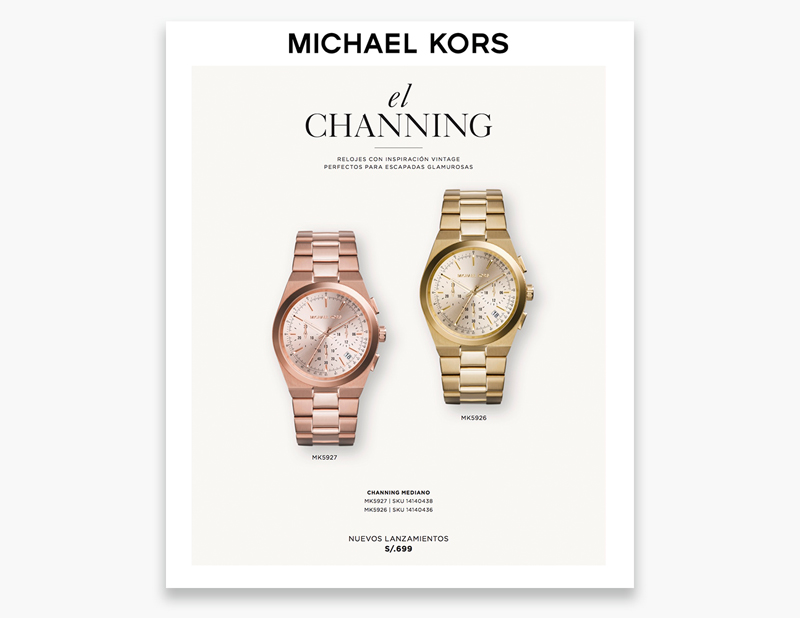 MICHAEL KORS
el
CHANNING
RELOJES CON INSPIRACIÓN VINTAGE
PERFECTOS PARA ESCAPADAS GLAMUROSAS
MK5926
MK5927
CHANNING MEDIANO
MK5927 | SKU 14140438
MK5926 | SKU 14140436
NUEVOS LANZAMIENTOS
S/.699